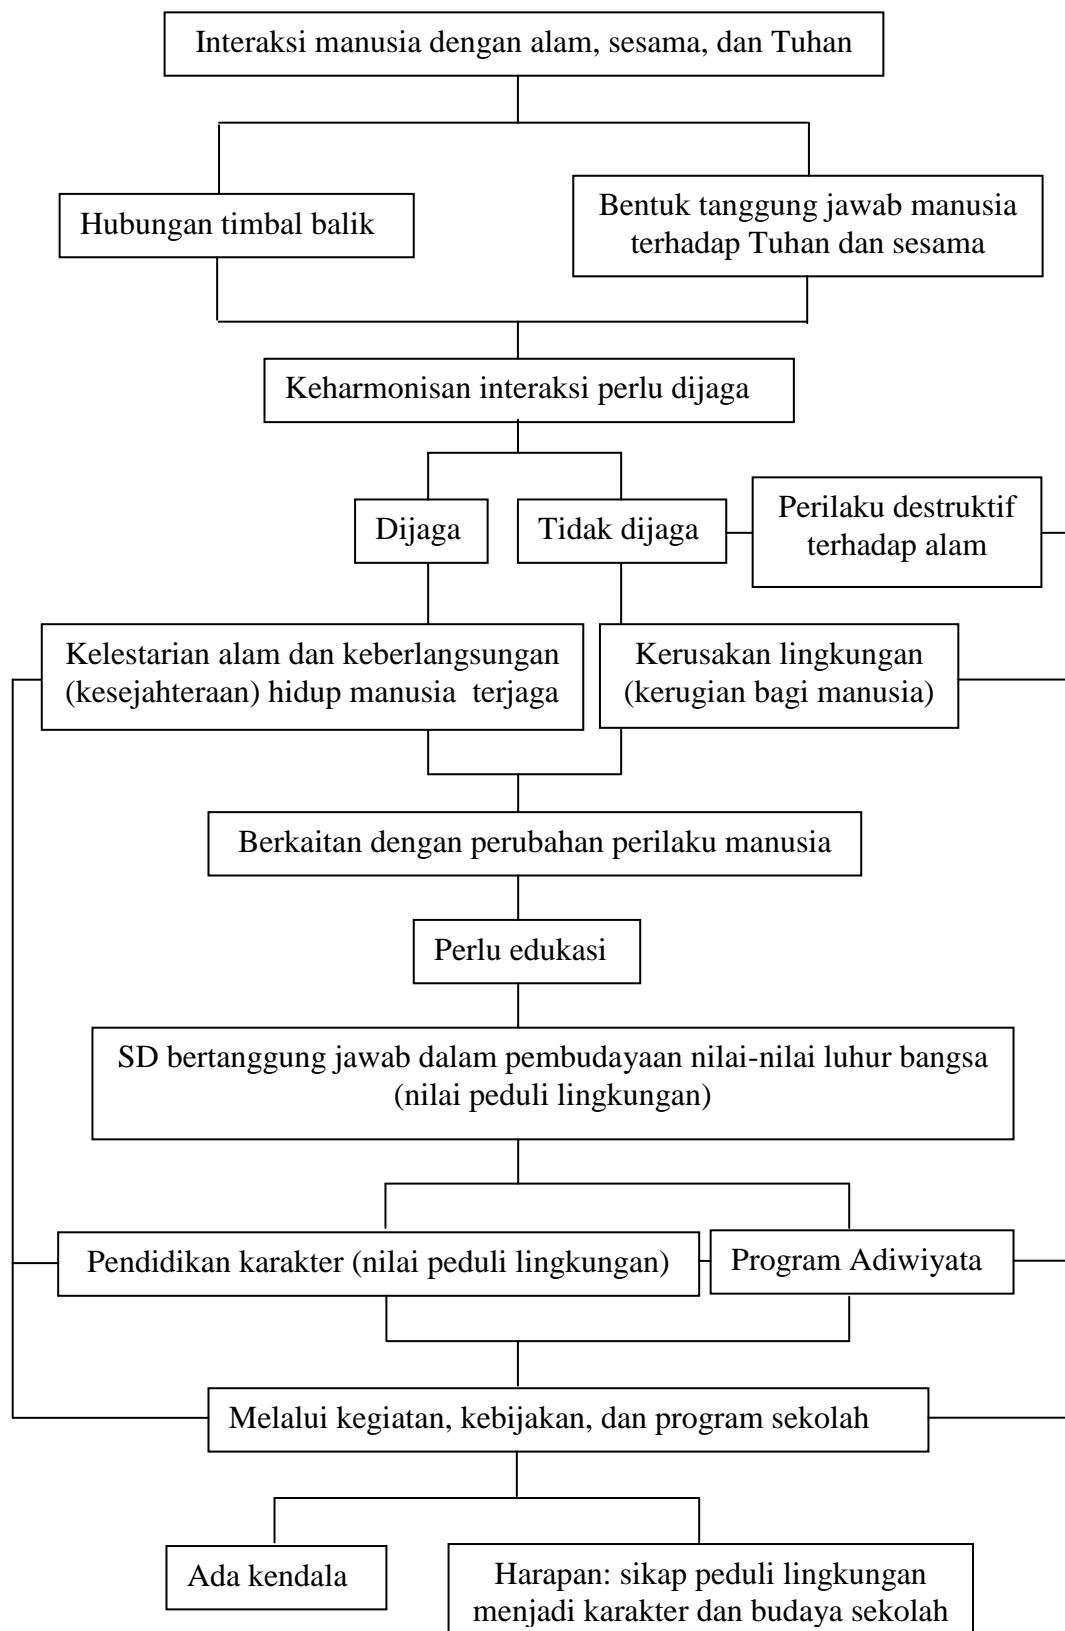 Interaksi manusia dengan alam, sesama, dan Tuhan
Hubungan timbal balik
Bentuk tanggung jawab manusia
terhadap Tuhan dan sesama
Keharmonisan interaksi perlu dijaga
Dijaga
Tidak dijaga
Perilaku destruktif
terhadap alam
Kelestarian alam dan keberlangsungan
(kesejahteraan) hidup manusia terjaga
Kerusakan lingkungan
(kerugian bagi manusia)
Berkaitan dengan perubahan perilaku manusia
Perlu edukasi
SD bertanggung jawab dalam pembudayaan nilai-nilai luhur bangsa
(nilai peduli lingkungan)
Pendidikan karakter (nilai peduli lingkungan)
Program Adiwiyata
Melalui kegiatan, kebijakan, dan program sekolah
Ada kendala
Harapan: sikap peduli lingkungan
menjadi karakter dan budaya sekolah